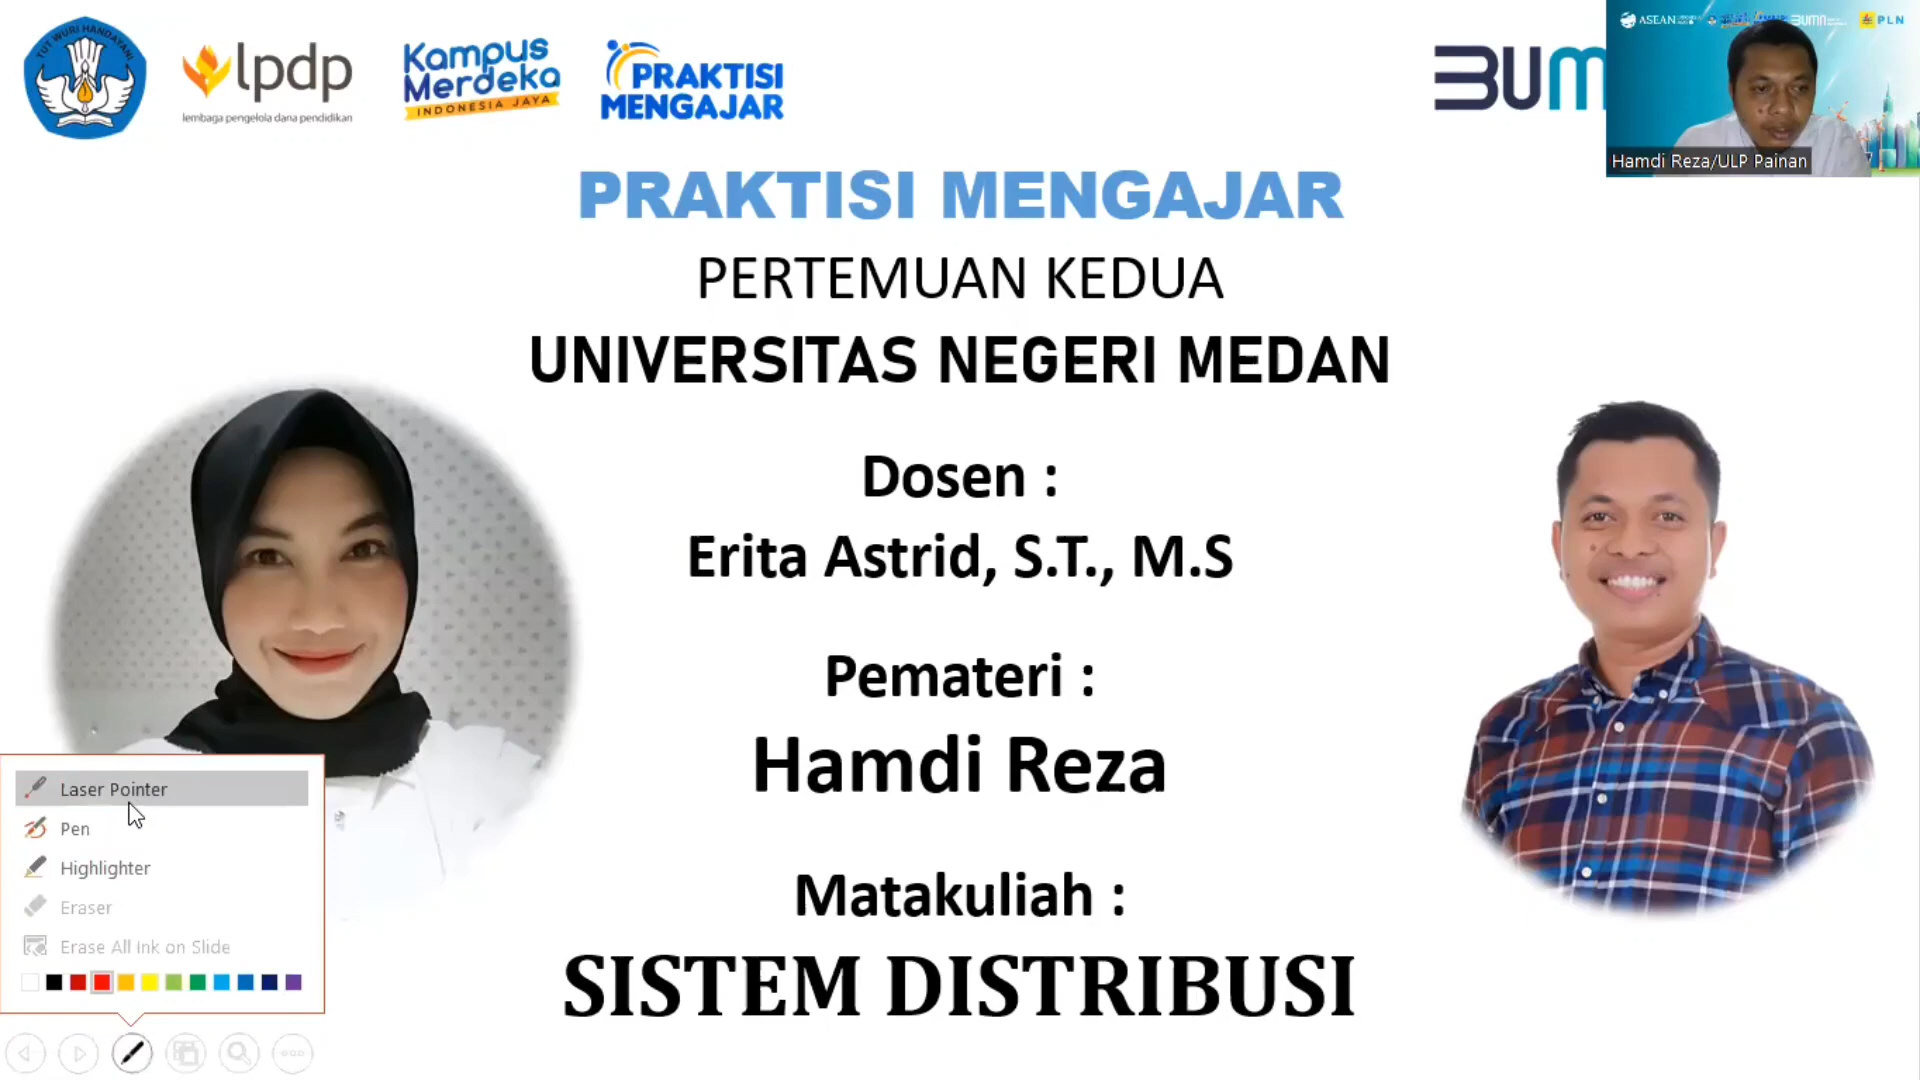 TUT WURI HANDAYANI
lpdp
lembaga pengelola dana pendidikan
Kampus
Merdeka
INDONESIA JAYA
PRAKTISI
MENGAJAR
BUM
ASEAN
BUMN
PLN
Hamdi Reza/ULP Painan
PRAKTISI MENGAJAR
PERTEMUAN KEDUA
UNIVERSITAS NEGERI MEDAN
Dosen :
Erita Astrid, S.T., M.S
Pemateri :
Hamdi Reza
Matakuliah :
SISTEM DISTRIBUSI
Laser Pointer
Pen
Highlighter
Eraser
Erase All Ink on Slide